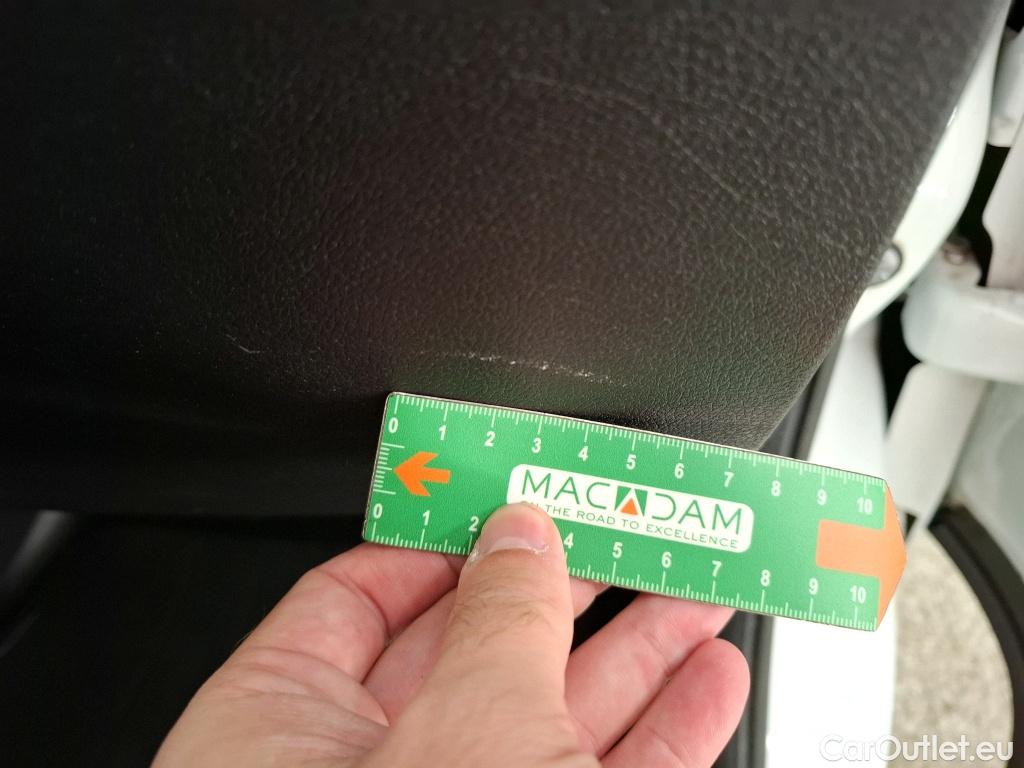 0 1 2 3 4 5 6 7 8 9 10
MACADAM
THE ROAD TO EXCELLENCE
0 1 2 4 5 6 7 8 9 10
CarOutlet.eu